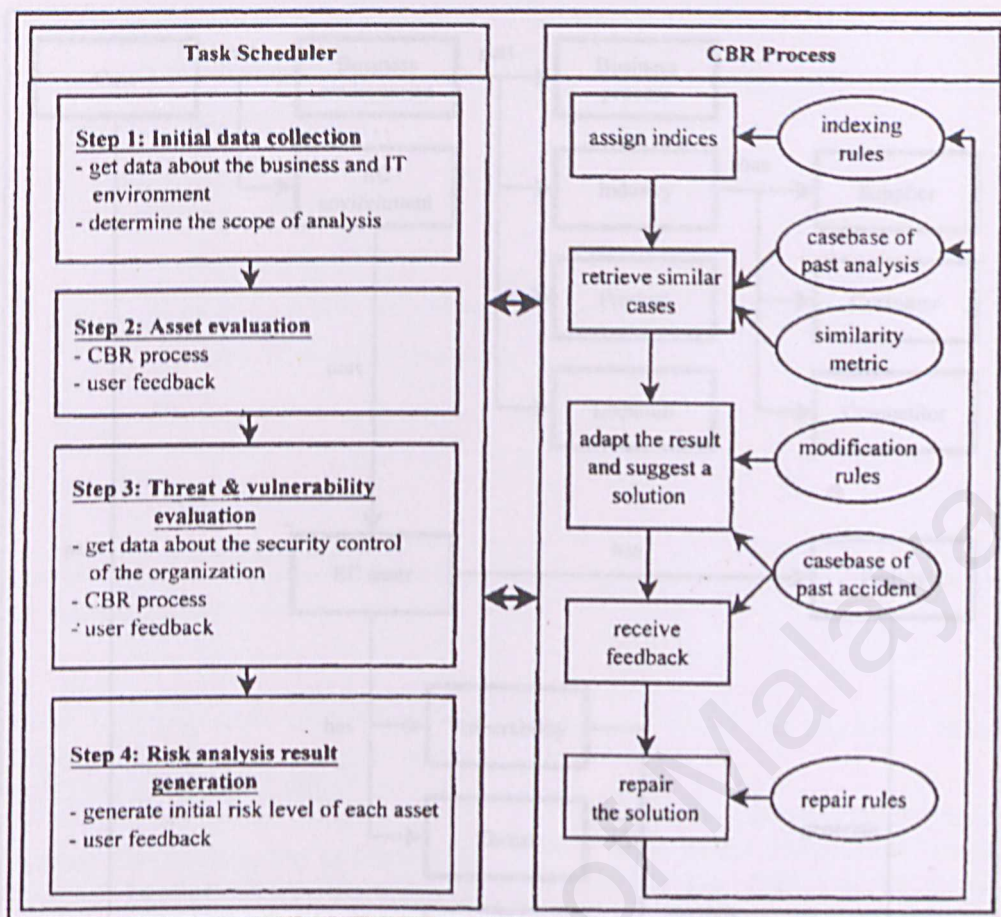 Task Scheduler
Step 1: Initial data collection
- get data about the business and IT
environment
- determine the scope of analysis
Step 2: Asset evaluation
- CBR process
- user feedback
Step 3: Threat & vulnerability
evaluation
- get data about the security control
of the organization
- CBR process
- user feedback
Step 4: Risk analysis result
generation
- generate initial risk level of each asset
- user feedback
CBR Process
assign indices
indexing
rules
retrieve similar
cases
casebase of
past analysis
similarity
metric
adapt the result
and suggest a
solution
modification
rules
casebase of
past accident
receive
feedback
repair
the solution
repair rules
of Malaya